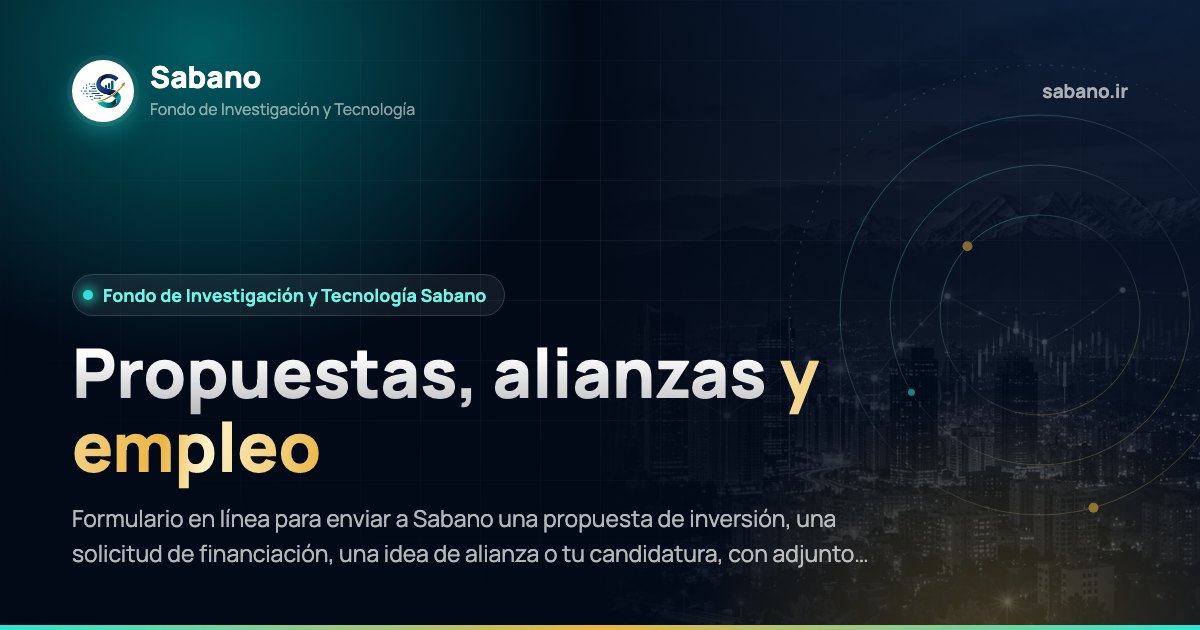 Sabano
Fondo de Investigación y Tecnología
sabano.ir
Fondo de Investigación y Tecnología Sabano
Propuestas, alianzas y
empleo
Formulario en línea para enviar a Sabano una propuesta de inversión, una
solicitud de financiación, una idea de alianza o tu candidatura, con adjunto…